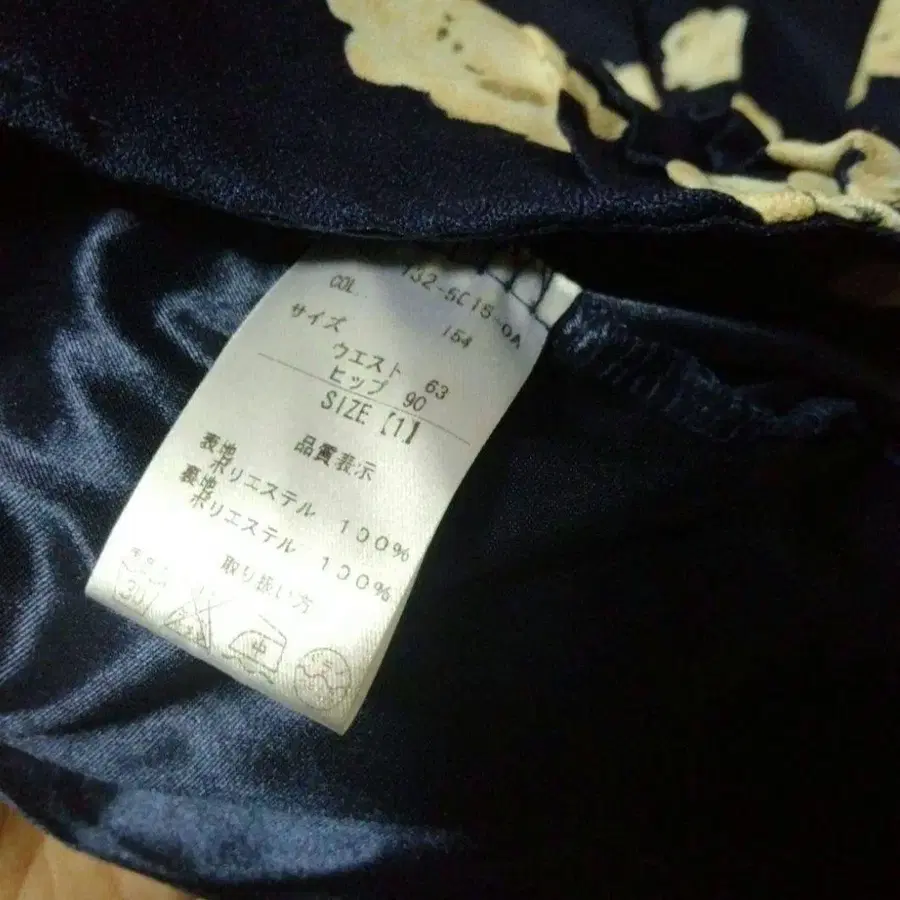 732-5C15-0A
COL. 154
サイズ
ウエスト 63
ヒップ 90
SIZE【1】
品質表示
表地
ポリエステル 100%
裏地
ポリエステル 100%
取り扱い方
30
中